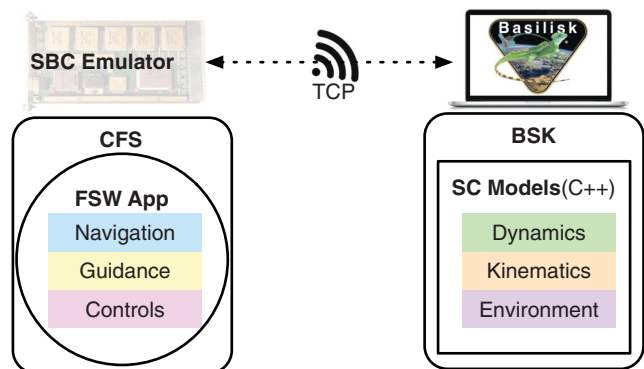 Basilisk
SBC Emulator
TCP
CFS
FSW App
Navigation
Guidance
Controls
BSK
SC Models(C++)
Dynamics
Kinematics
Environment